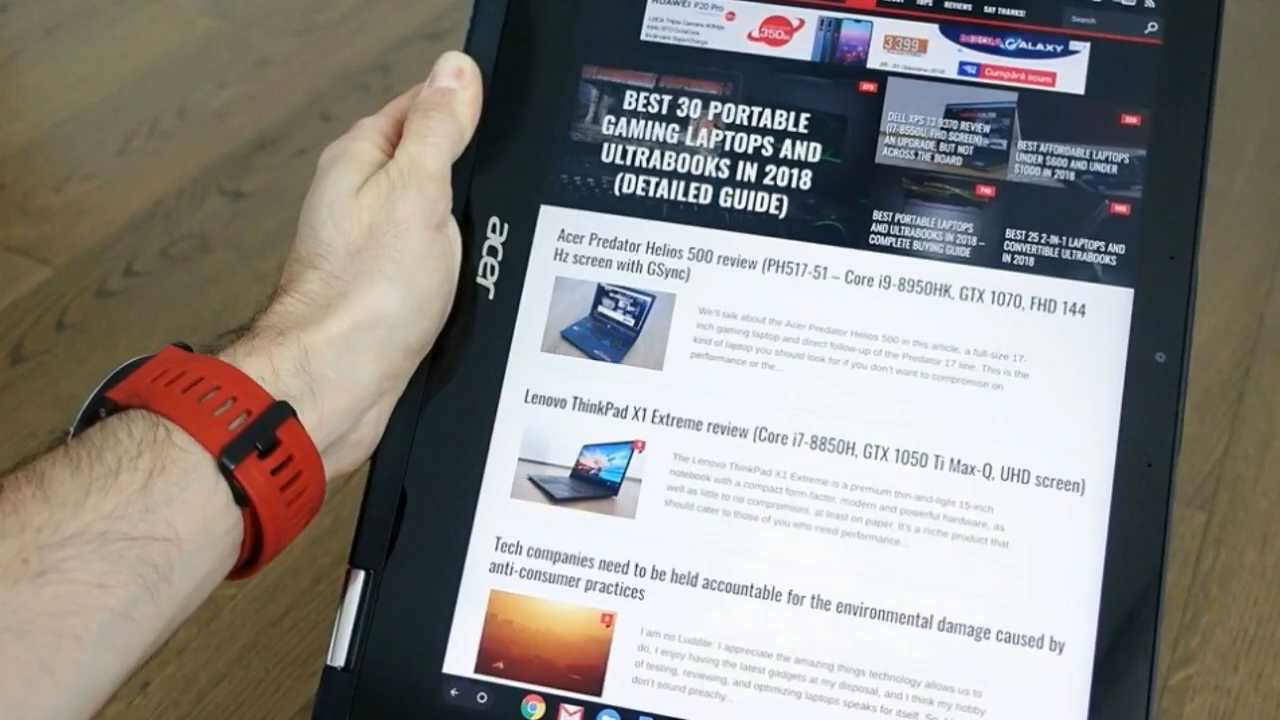 HUAWEI P20 Pro
TOPS
REVIEWS
SAY THANKS!
Search
350
3 399
MEDIA GALAXY
Cumpără acum
BEST 30 PORTABLE
GAMING LAPTOPS AND
ULTRABOOKS IN 2018
(DETAILED GUIDE)
DELL XPS 13 9370 REVIEW
(I7-8550U, FHD SCREEN) –
AN UPGRADE, BUT NOT
ACROSS THE BOARD
BEST AFFORDABLE LAPTOPS
UNDER $600 AND UNDER
$1000 IN 2018
BEST PORTABLE LAPTOPS
AND ULTRABOOKS IN 2018 –
COMPLETE BUYING GUIDE
BEST 25 2-IN-1 LAPTOPS AND
CONVERTIBLE ULTRABOOKS
IN 2018
acer
Acer Predator Helios 500 review (PH517-51 – Core i9-8950HK, GTX 1070, FHD 144
Hz screen with GSync)
We'll talk about the Acer Predator Helios 500 in this article, a full-size 17-
inch gaming laptop and direct follow-up of the Predator 17 line. This is the
kind of laptop you should look for if you don't want to compromise on
performance or the...
Lenovo ThinkPad X1 Extreme review (Core i7-8850H, GTX 1050 Ti Max-Q, UHD screen)
The Lenovo ThinkPad X1 Extreme is a premium thin-and-light 15-inch
notebook with a compact form-factor, modern and powerful hardware, as
well as little to no compromises, at least on paper. It's a niche product that
should cater to those of you who need performance...
Tech companies need to be held accountable for the environmental damage caused by
anti-consumer practices
I am no Luddite: I appreciate the amazing things technology allows us to
do, I enjoy having the latest gadgets at my disposal, and I think my hobby
of testing, reviewing, and optimizing laptops speaks for itself. So,
don't sound preachy...